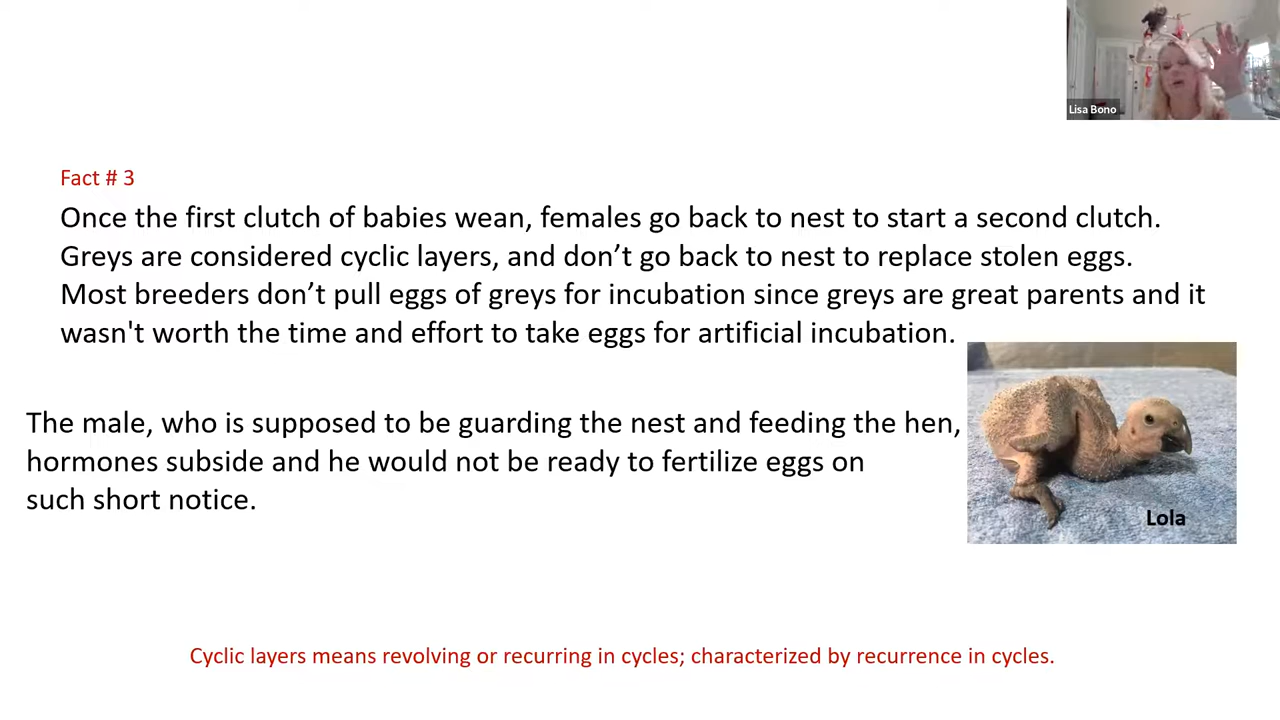 Lisa Bono
Fact # 3
Once the first clutch of babies wean, females go back to nest to start a second clutch.
Greys are considered cyclic layers, and don’t go back to nest to replace stolen eggs.
Most breeders don’t pull eggs of greys for incubation since greys are great parents and it
wasn't worth the time and effort to take eggs for artificial incubation.
The male, who is supposed to be guarding the nest and feeding the hen,
hormones subside and he would not be ready to fertilize eggs on
such short notice.
Lola
Cyclic layers means revolving or recurring in cycles; characterized by recurrence in cycles.